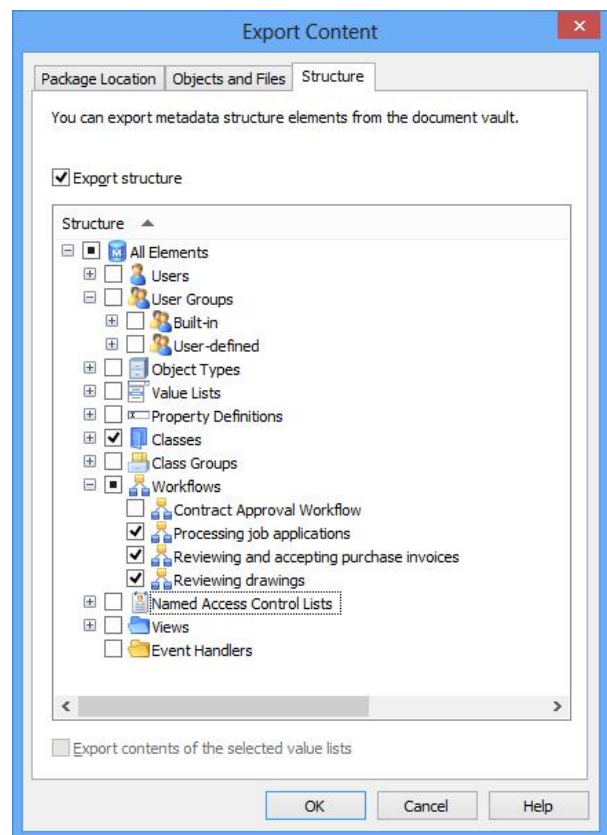 Export Content
Package Location
Objects and Files
Structure
You can export metadata structure elements from the document vault.
Export structure
Structure
All Elements
Users
User Groups
Built-in
User-defined
Object Types
Value Lists
Property Definitions
Classes
Class Groups
Workflows
Contract Approval Workflow
Processing job applications
Reviewing and accepting purchase invoices
Reviewing drawings
Named Access Control Lists
Views
Event Handlers
Export contents of the selected value lists
OK
Cancel
Help